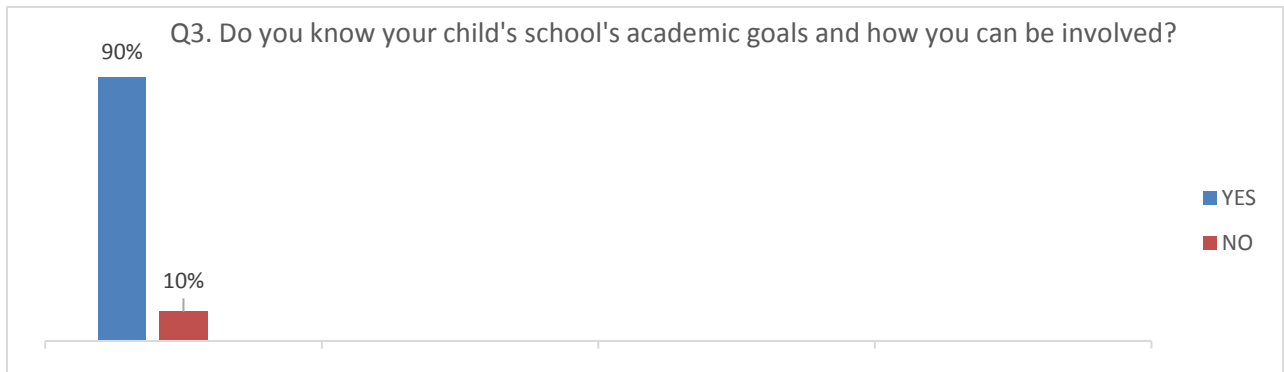 Q3. Do you know your child's school's academic goals and how you can be involved?
90%
10%
YES
NO